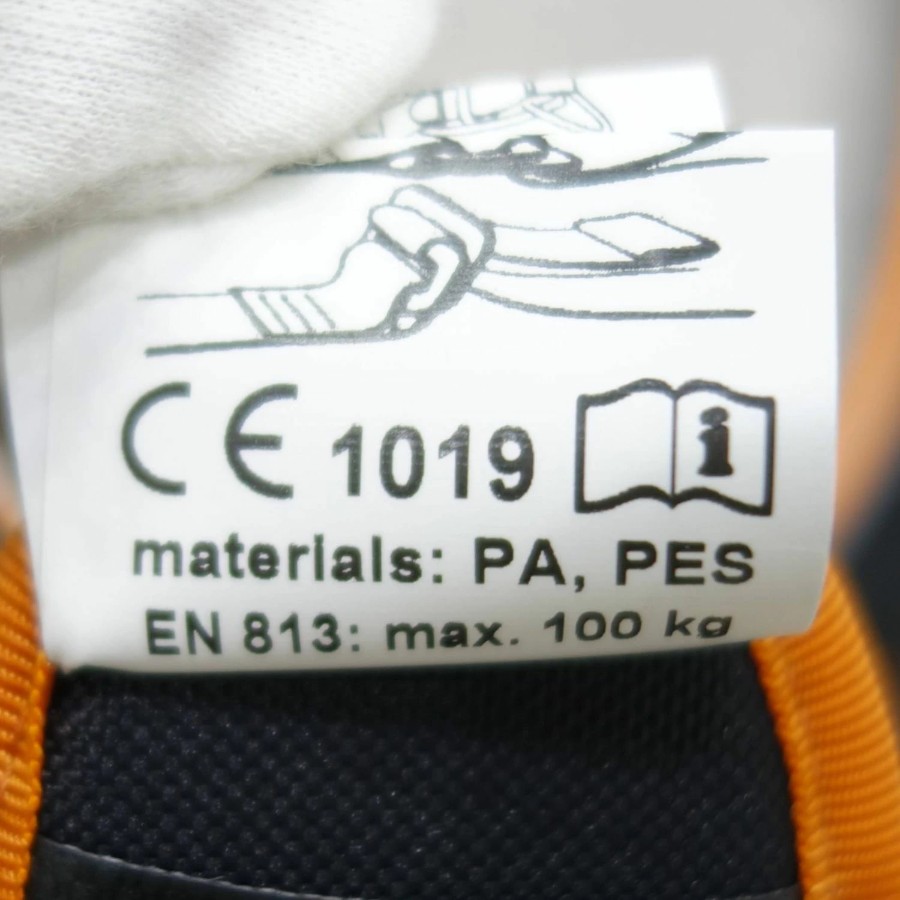 CE 1019 i
materials: PA, PES
EN 813: max. 100 kg